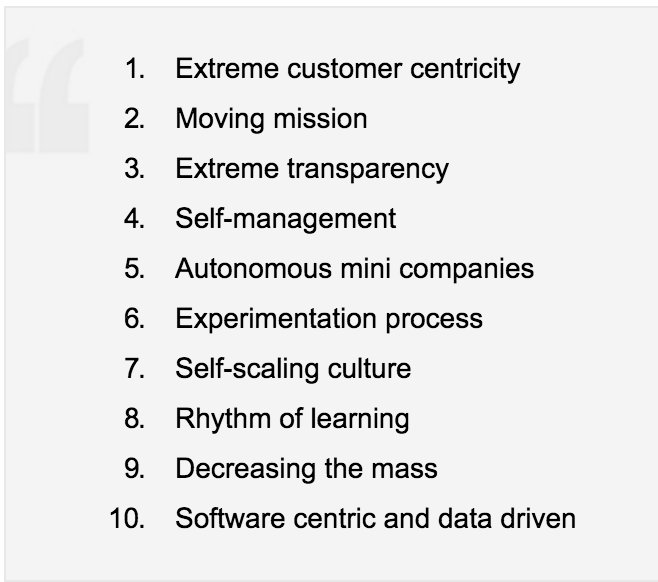 1. Extreme customer centricity
2. Moving mission
3. Extreme transparency
4. Self-management
5. Autonomous mini companies
6. Experimentation process
7. Self-scaling culture
8. Rhythm of learning
9. Decreasing the mass
10. Software centric and data driven